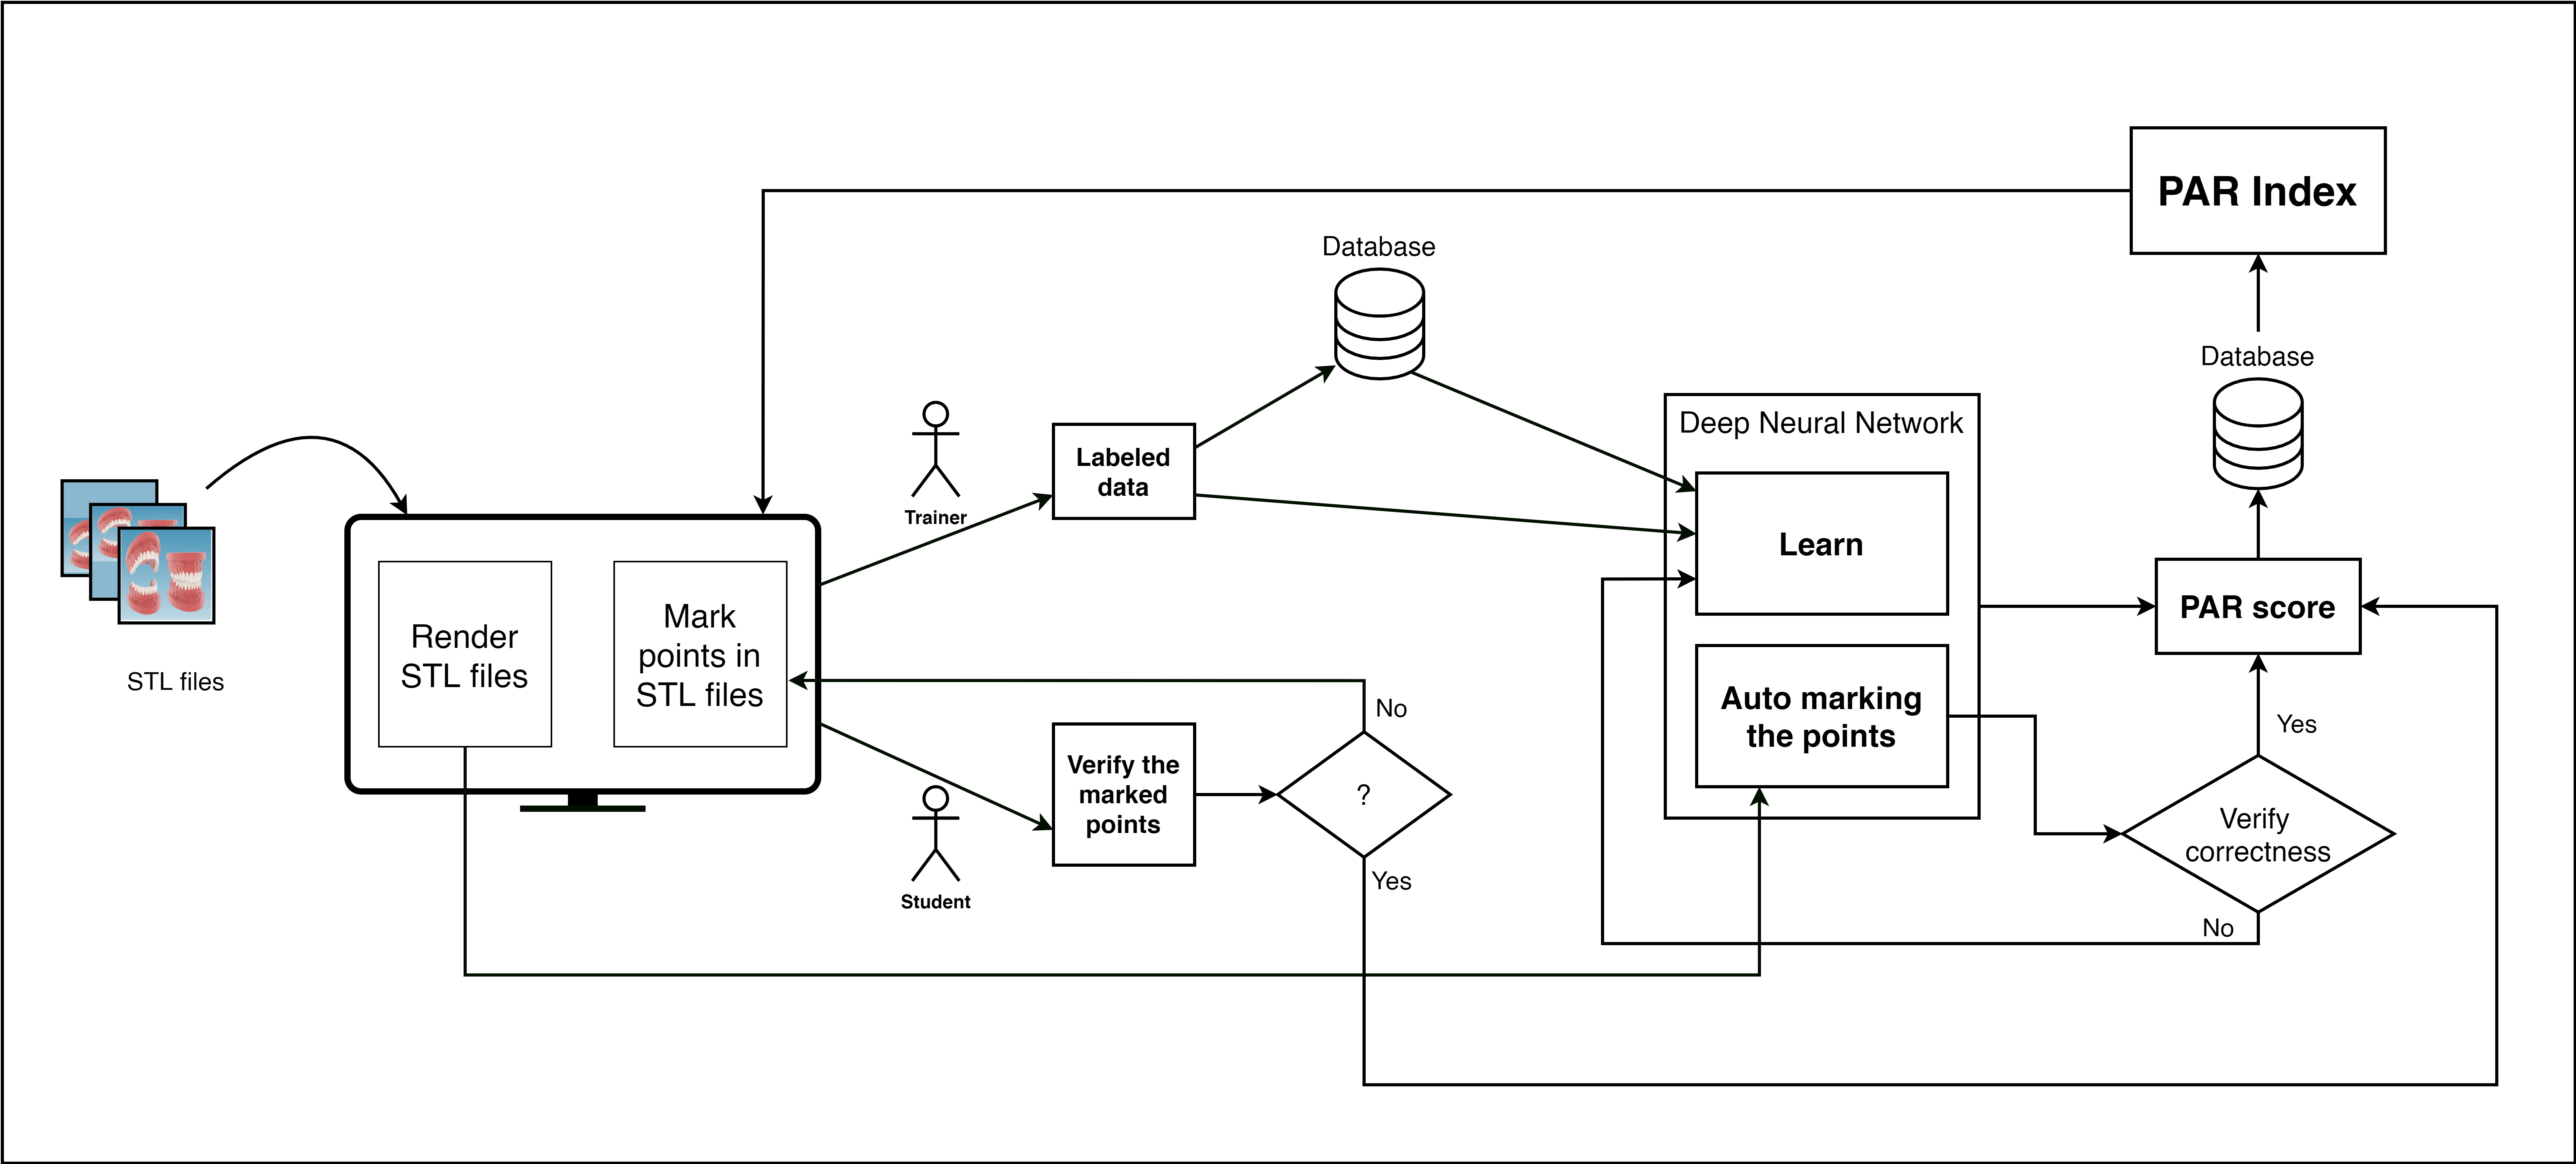 PAR Index
Database
Database
Deep Neural Network
Labeled
data
Trainer
Learn
PAR score
Render
STL files
Mark
points in
STL files
STL files
No
Auto marking
the points
Yes
Verify the
marked
points
?
Verify
correctness
Yes
Student
No